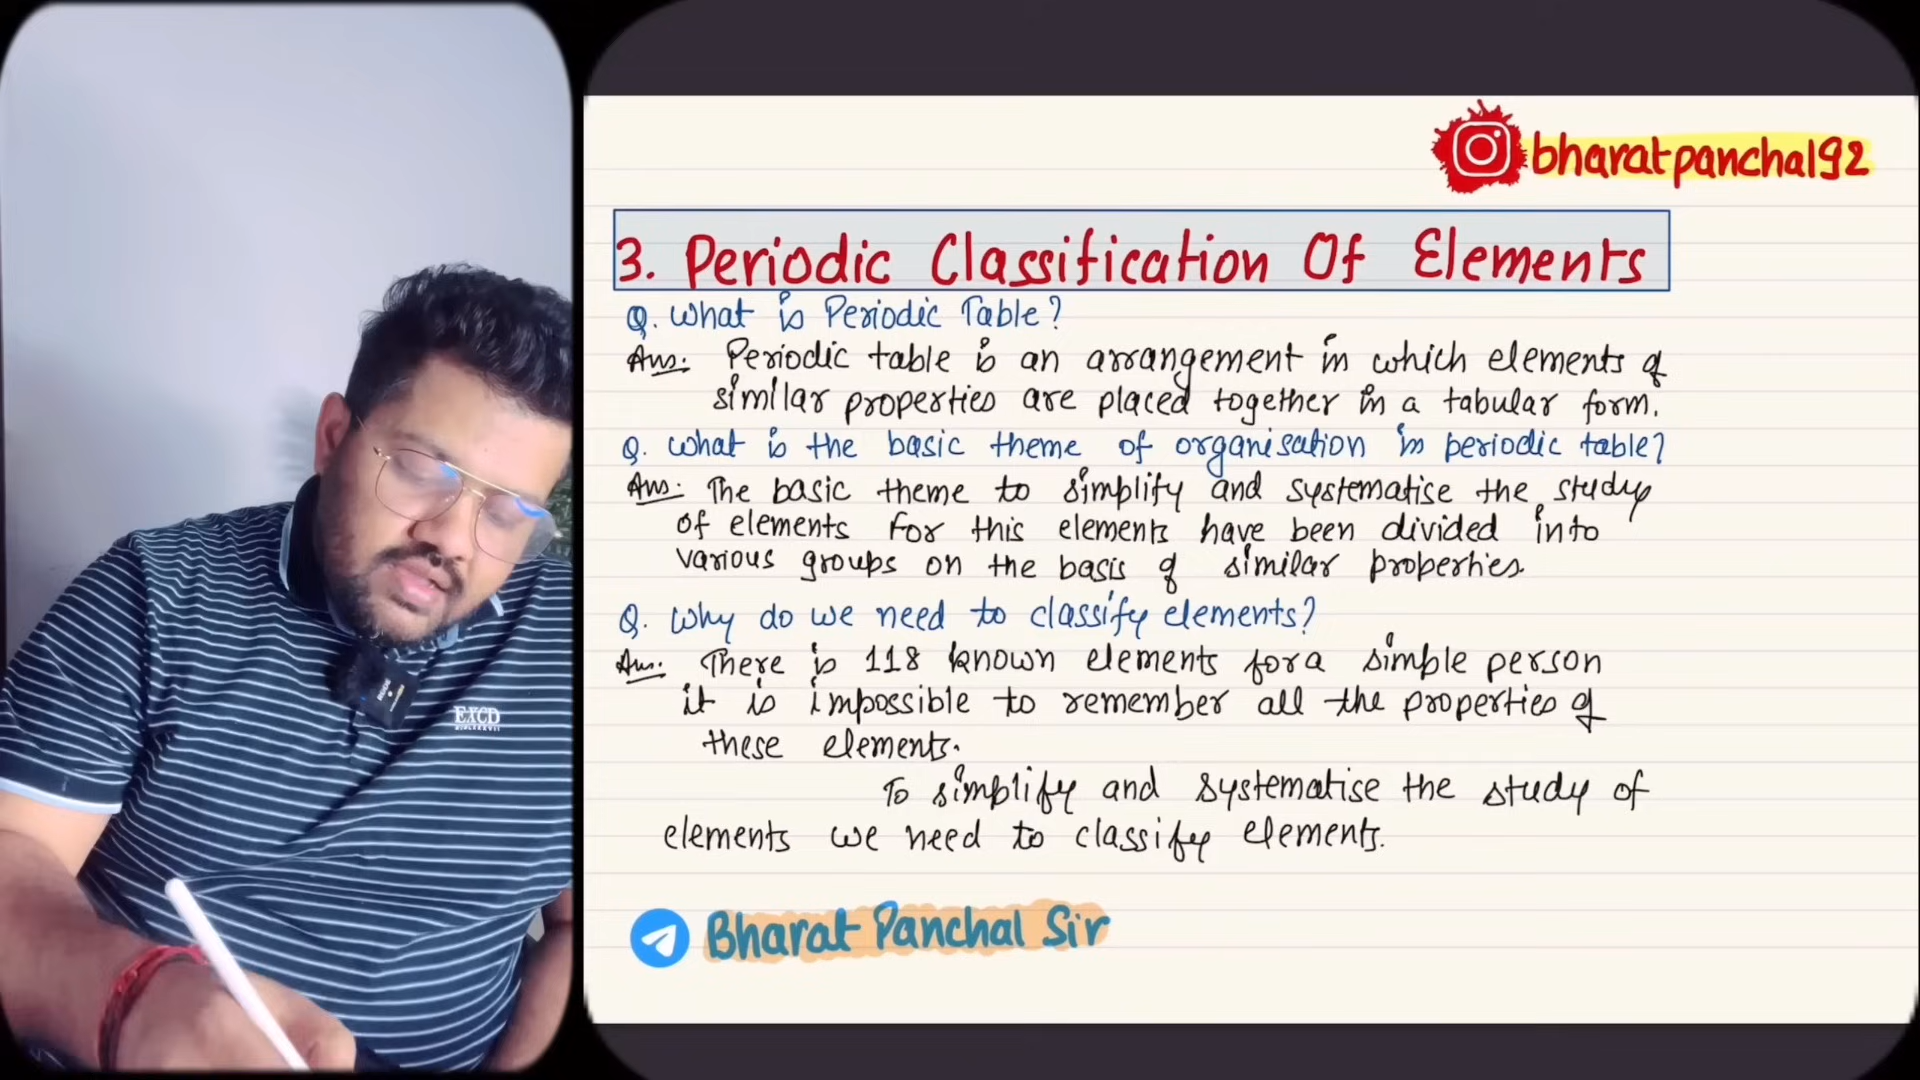 bharatpanchal92
3. Periodic Classification Of Elements
Q. What is Periodic Table?
Ans: Periodic table is an arrangement in which elements of
similar properties are placed together in a tabular form.
Q. What is the basic theme of organisation in periodic table?
Ans: The basic theme to simplify and systematise the study
of elements For this elements have been divided into
various groups on the basis of similar properties.
Q. Why do we need to classify elements?
Ans: There is 118 known elements for a simple person
it is impossible to remember all the properties of
these elements.
To simplify and systematise the study of
elements we need to classify elements.
Bharat Panchal Sir
EXCD